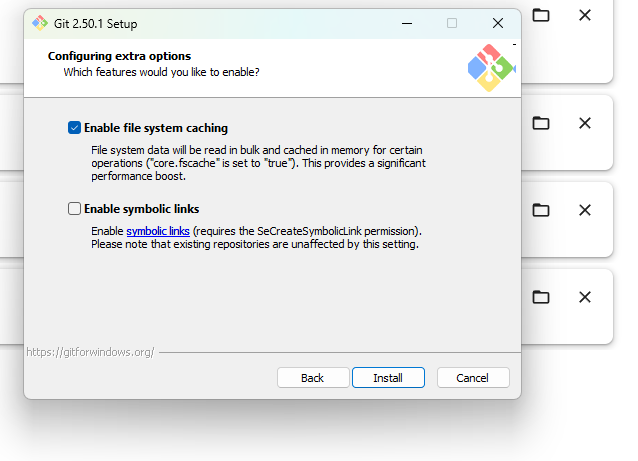 Git 2.50.1 Setup
Configuring extra options
Which features would you like to enable?
Enable file system caching
File system data will be read in bulk and cached in memory for certain
operations ("core.fscache" is set to "true"). This provides a significant
performance boost.
Enable symbolic links
Enable symbolic links (requires the SeCreateSymbolicLink permission).
Please note that existing repositories are unaffected by this setting.
https://gitforwindows.org/
Back
Install
Cancel